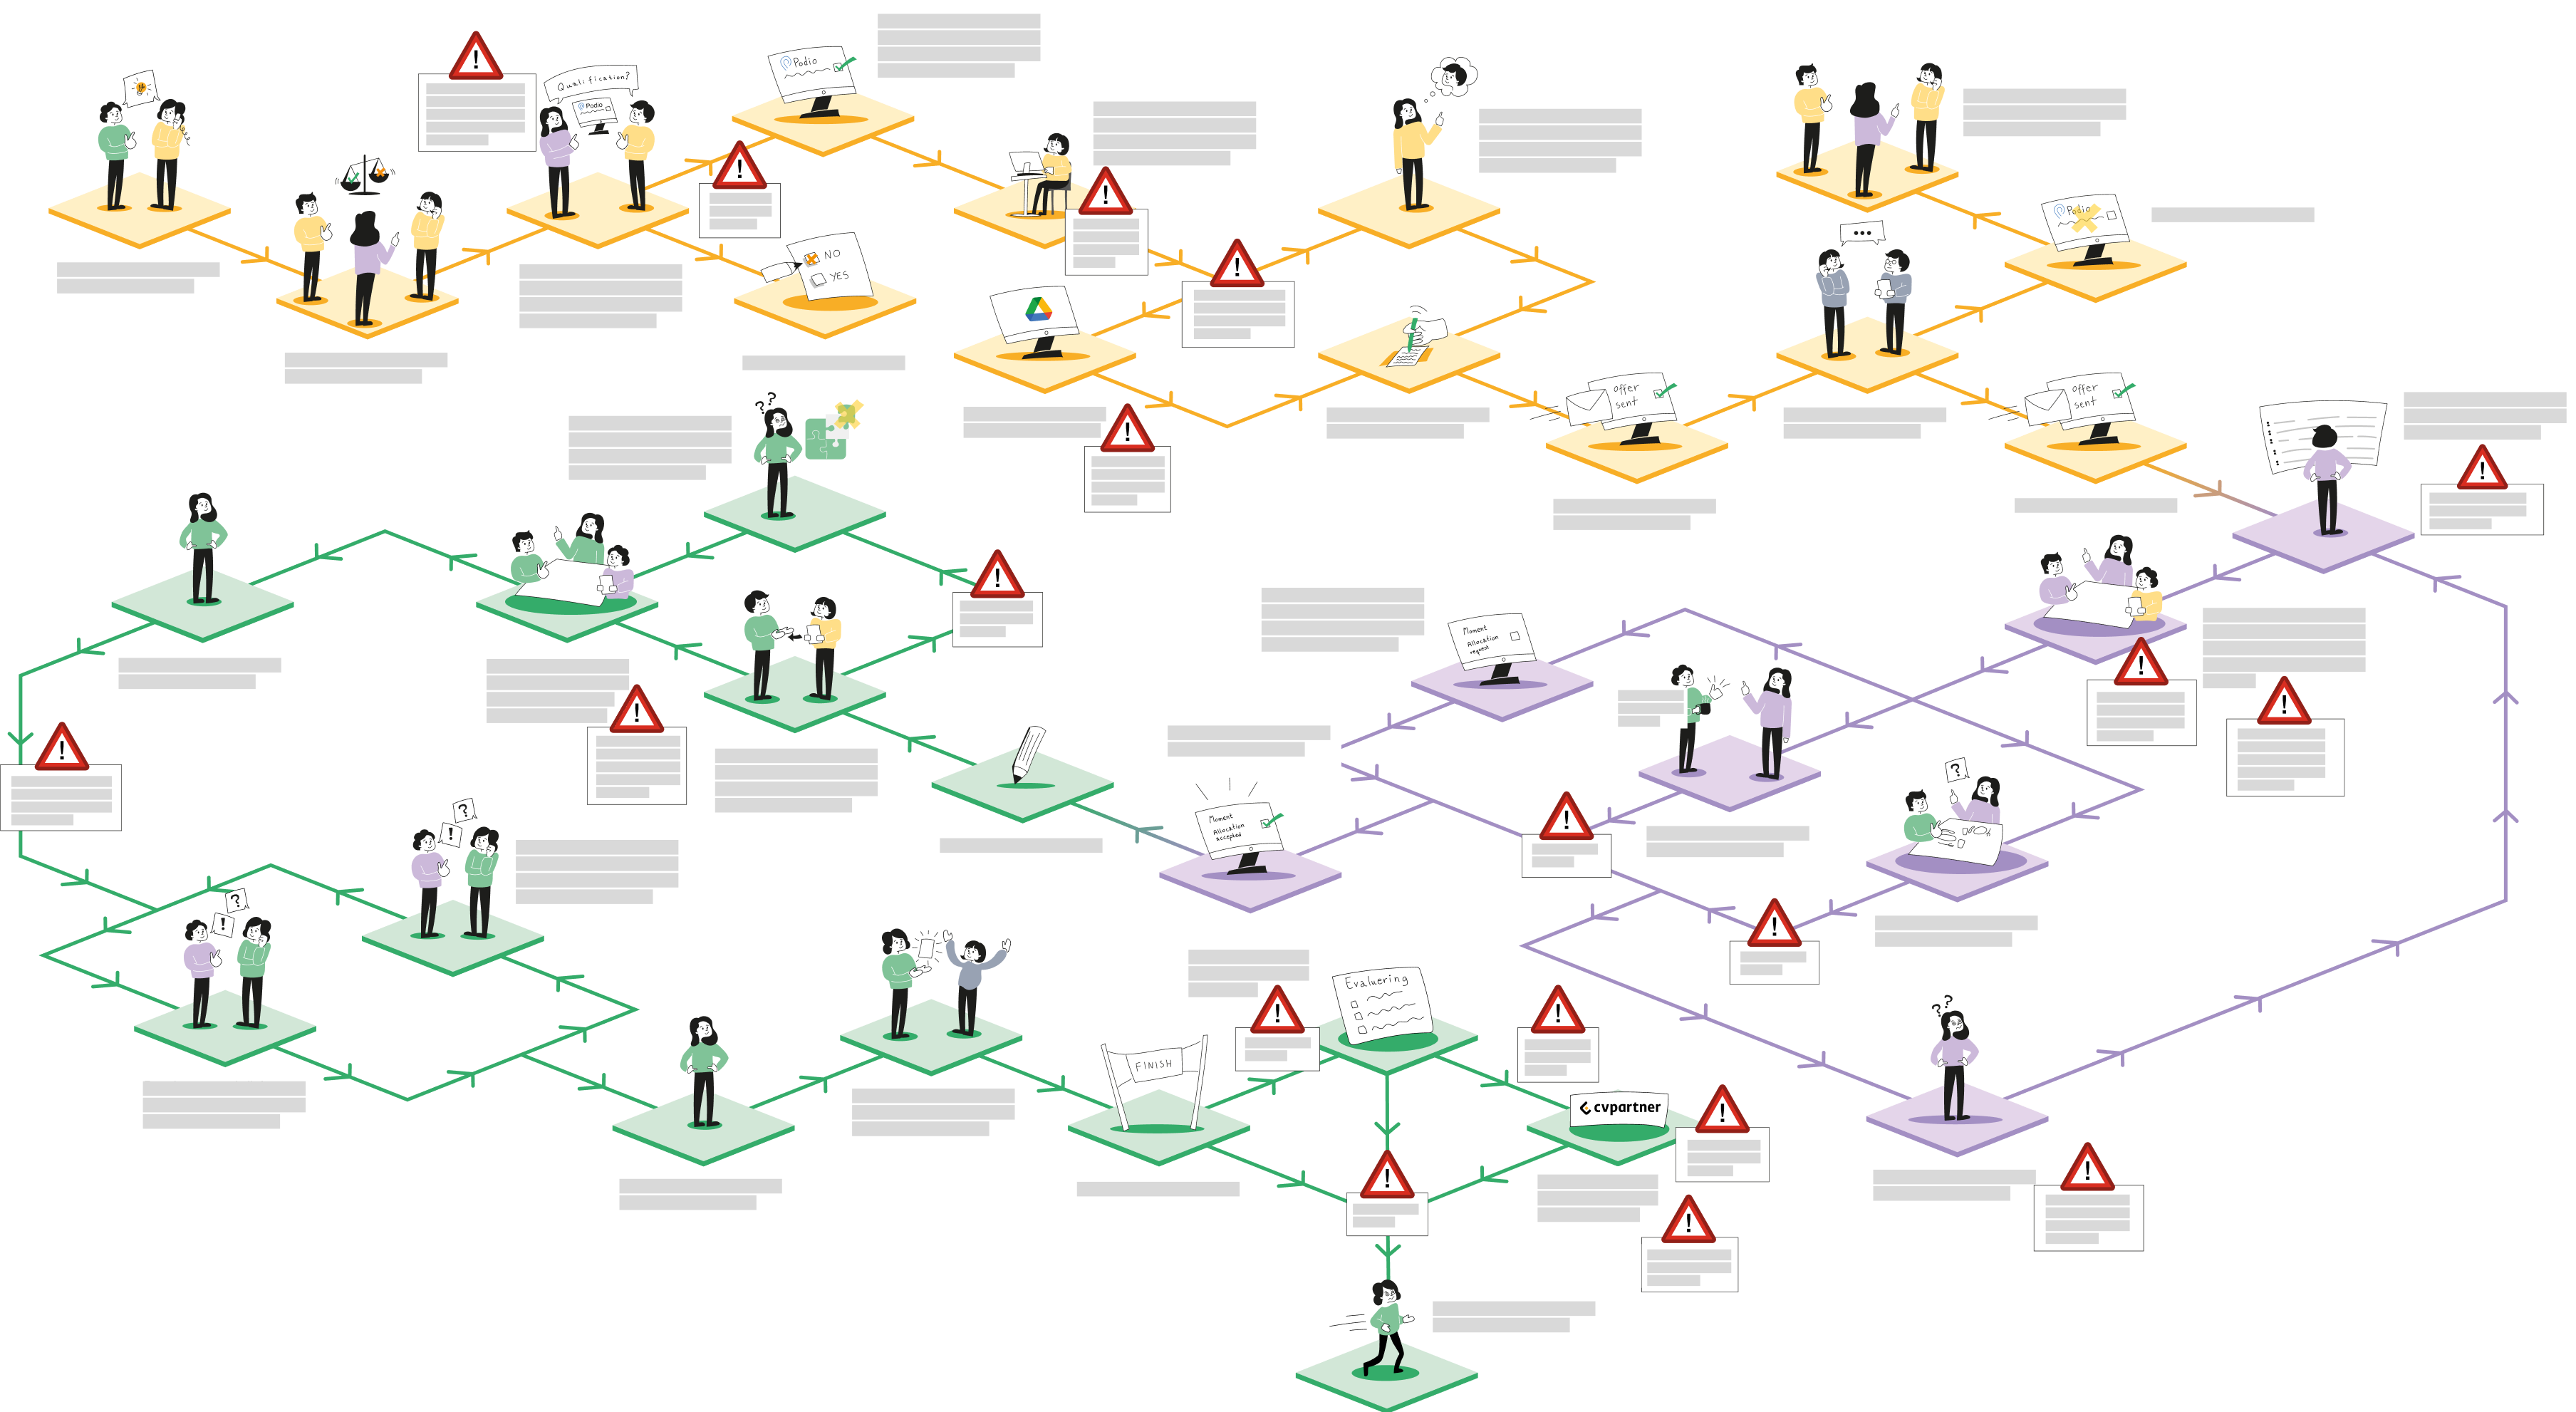 Qualification?
Podio
Podio
NO
YES
Podio
Offer
sent
Offer
sent
Moment
Allocation
request
Moment
Allocation
accepted
?
?
!
?
!
??
??
...
Evaluering
FINISH
cvpartner